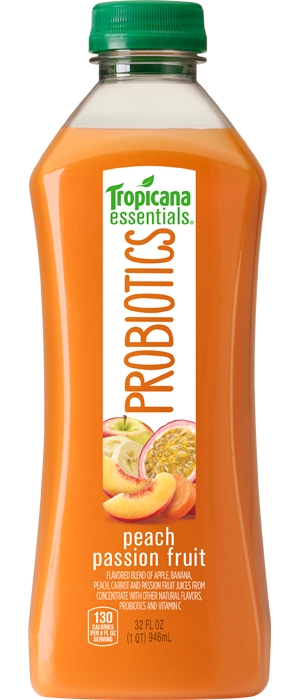 Tropicana
essentials®
PROBIOTICS
peach
passion fruit
FLAVORED BLEND OF APPLE, BANANA,
PEACH, CARROT AND PASSION FRUIT JUICES FROM
CONCENTRATE WITH OTHER NATURAL FLAVORS,
PROBIOTICS AND VITAMIN C
130
CALORIES
PER 8 FL OZ
SERVING
32 FL OZ
(1 QT) 946mL